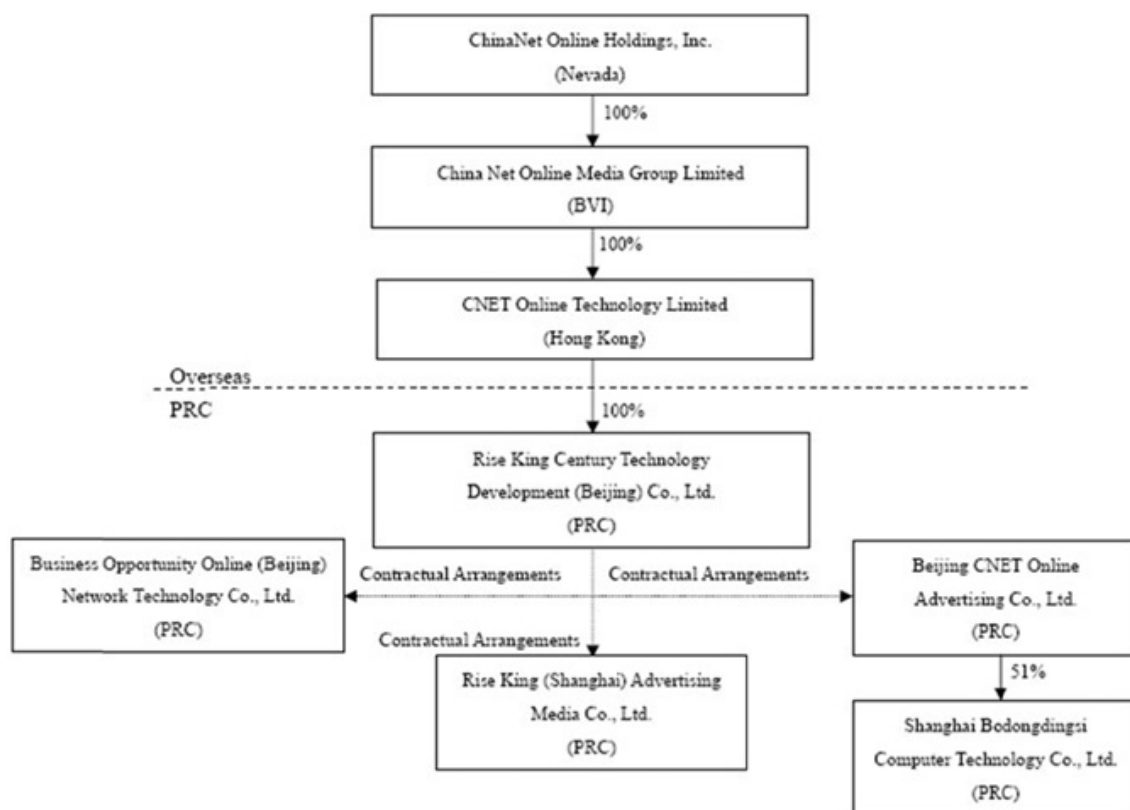 ChinaNet Online Holdings, Inc.
(Nevada)
100%
China Net Online Media Group Limited
(BVI)
100%
CNET Online Technology Limited
(Hong Kong)
Overseas
PRC
100%
Rise King Century Technology
Development (Beijing) Co., Ltd.
(PRC)
Business Opportunity Online (Beijing)
Network Technology Co., Ltd.
(PRC)
Contractual Arrangements
Contractual Arrangements
Beijing CNET Online
Advertising Co., Ltd.
(PRC)
Contractual Arrangements
Rise King (Shanghai) Advertising
Media Co., Ltd.
(PRC)
51%
Shanghai Bodongdingsi
Computer Technology Co., Ltd.
(PRC)